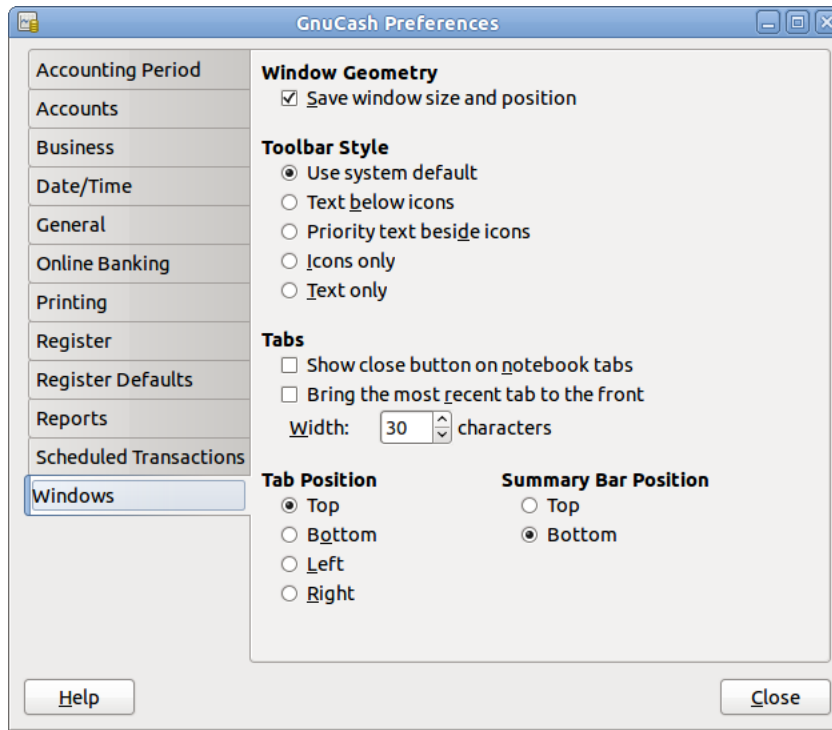 GnuCash Preferences
Accounting Period
Accounts
Business
Date/Time
General
Online Banking
Printing
Register
Register Defaults
Reports
Scheduled Transactions
Windows
Window Geometry
Save window size and position
Toolbar Style
Use system default
Text below icons
Priority text beside icons
Icons only
Text only
Tabs
Show close button on notebook tabs
Bring the most recent tab to the front
Width: 30 characters
Tab Position
Top
Bottom
Left
Right
Summary Bar Position
Top
Bottom
Help
Close